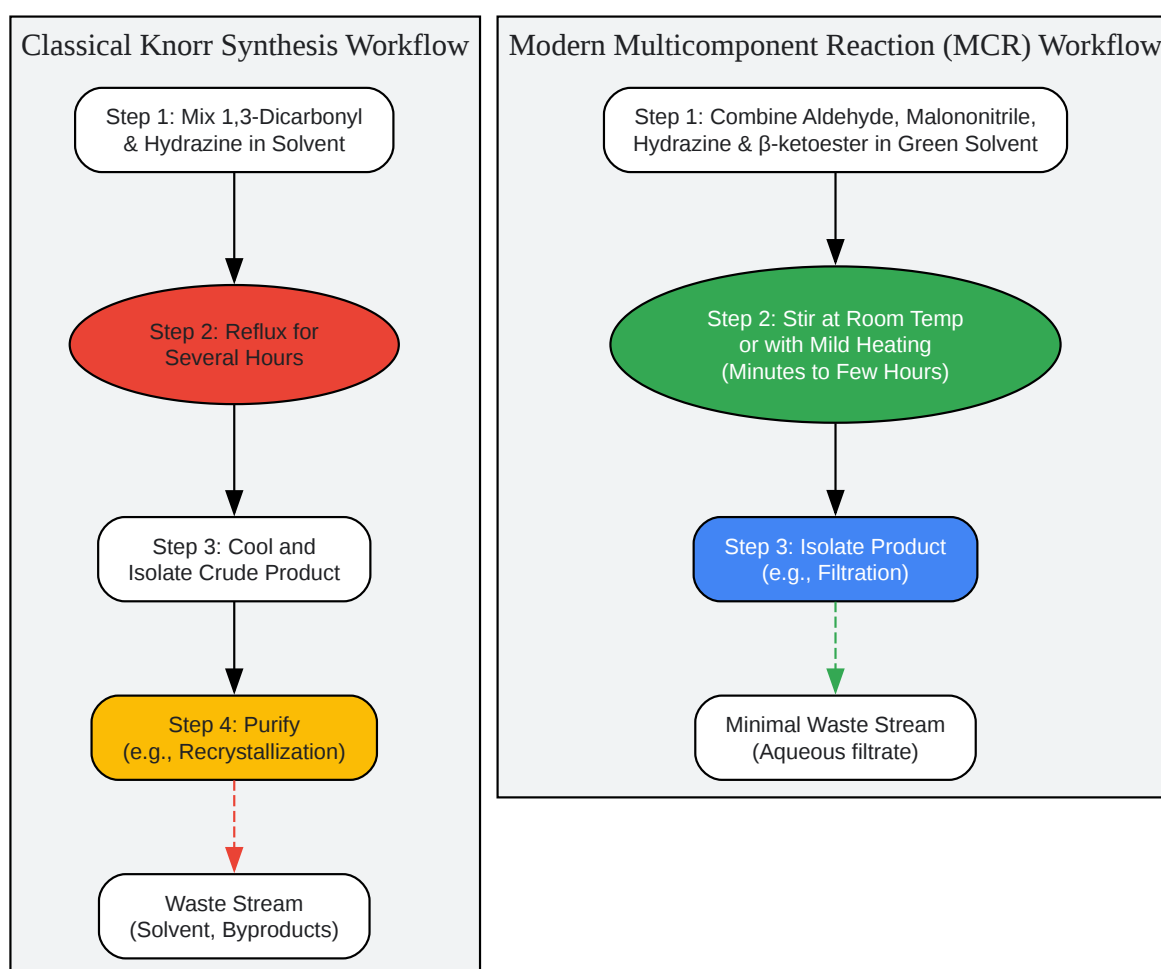 Classical Knorr Synthesis Workflow
Step 1: Mix 1,3-Dicarbonyl
& Hydrazine in Solvent
Step 2: Reflux for
Several Hours
Step 3: Cool and
Isolate Crude Product
Step 4: Purify
(e.g., Recrystallization)
Waste Stream
(Solvent, Byproducts)
Modern Multicomponent Reaction (MCR) Workflow
Step 1: Combine Aldehyde, Malononitrile,
Hydrazine & β-ketoester in Green Solvent
Step 2: Stir at Room Temp
or with Mild Heating
(Minutes to Few Hours)
Step 3: Isolate Product
(e.g., Filtration)
Minimal Waste Stream
(Aqueous filtrate)